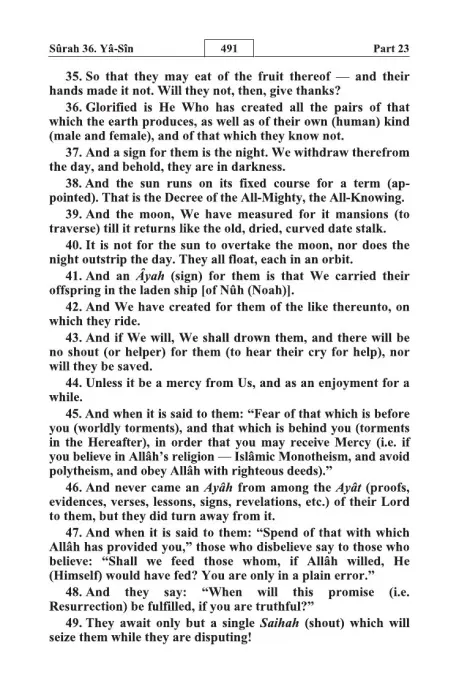 Sûrah 36. Yâ-Sîn 491 Part 23
35. So that they may eat of the fruit thereof — and their
hands made it not. Will they not, then, give thanks?
36. Glorified is He Who has created all the pairs of that
which the earth produces, as well as of their own (human) kind
(male and female), and of that which they know not.
37. And a sign for them is the night. We withdraw therefrom
the day, and behold, they are in darkness.
38. And the sun runs on its fixed course for a term (ap-
pointed). That is the Decree of the All-Mighty, the All-Knowing.
39. And the moon, We have measured for it mansions (to
traverse) till it returns like the old, dried, curved date stalk.
40. It is not for the sun to overtake the moon, nor does the
night outstrip the day. They all float, each in an orbit.
41. And an Âyah (sign) for them is that We carried their
offspring in the laden ship [of Nûh (Noah)].
42. And We have created for them of the like thereunto, on
which they ride.
43. And if We will, We shall drown them, and there will be
no shout (or helper) for them (to hear their cry for help), nor
will they be saved.
44. Unless it be a mercy from Us, and as an enjoyment for a
while.
45. And when it is said to them: “Fear of that which is before
you (worldly torments), and that which is behind you (torments
in the Hereafter), in order that you may receive Mercy (i.e. if
you believe in Allâh’s religion — Islâmic Monotheism, and avoid
polytheism, and obey Allâh with righteous deeds).”
46. And never came an Ayâh from among the Ayât (proofs,
evidences, verses, lessons, signs, revelations, etc.) of their Lord
to them, but they did turn away from it.
47. And when it is said to them: “Spend of that with which
Allâh has provided you,” those who disbelieve say to those who
believe: “Shall we feed those whom, if Allâh willed, He
(Himself) would have fed? You are only in a plain error.”
48. And they say: “When will this promise (i.e.
Resurrection) be fulfilled, if you are truthful?”
49. They await only but a single Saihah (shout) which will
seize them while they are disputing!